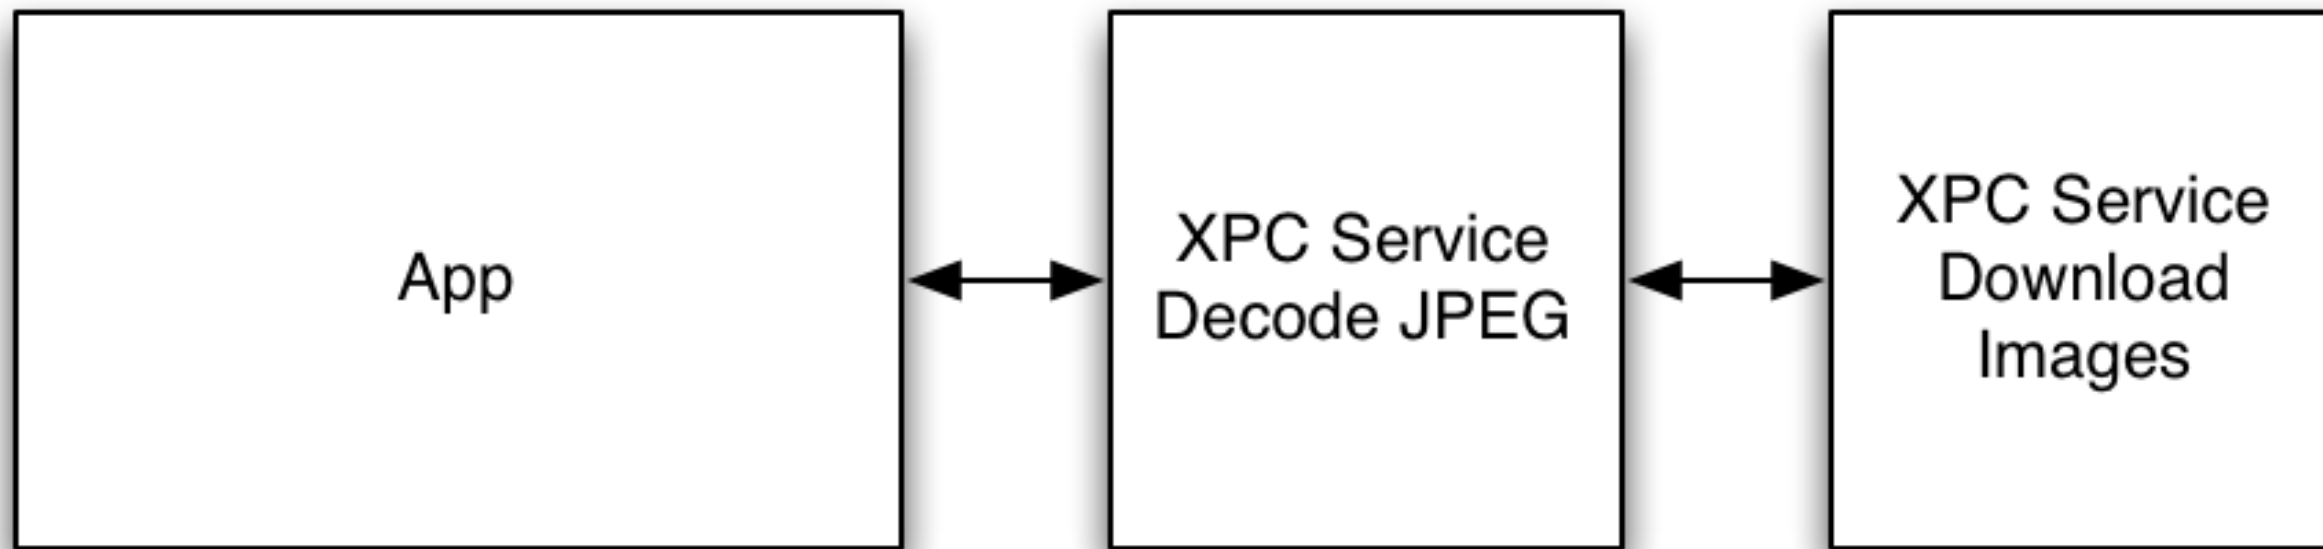 App
XPC Service
Decode JPEG
XPC Service
Download
Images